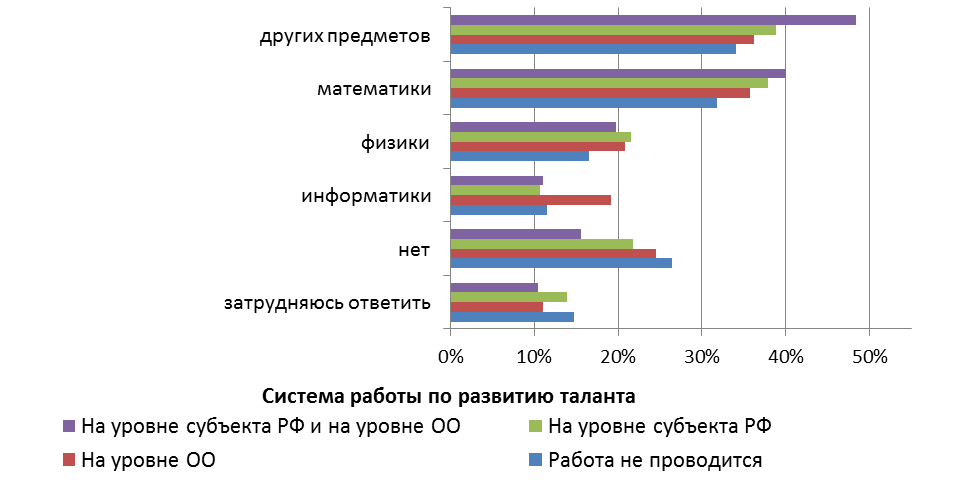 других предметов
математики
физики
информатики
нет
затрудняюсь ответить
0% 10% 20% 30% 40% 50%
Система работы по развитию таланта
На уровне субъекта РФ и на уровне ОО
На уровне субъекта РФ
На уровне ОО
Работа не проводится